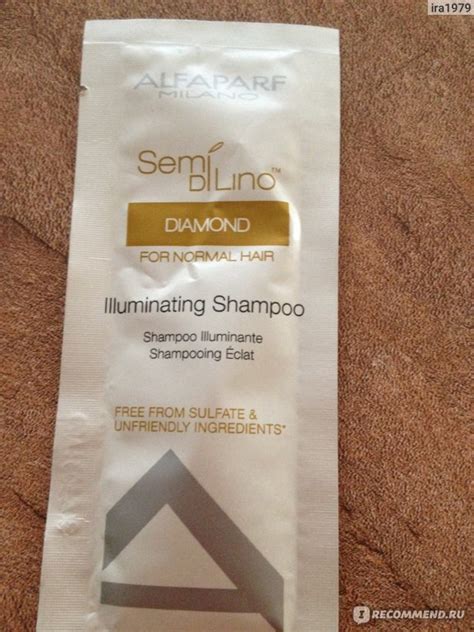 ira1979
ALFAPARF
MILANO
Semi
Di Lino™
DIAMOND
FOR NORMAL HAIR
Illuminating Shampoo
Shampoo Illuminante
Shampooing Éclat
FREE FROM SULFATE &
UNFRIENDLY INGREDIENTS*
IRECOMMEND.RU